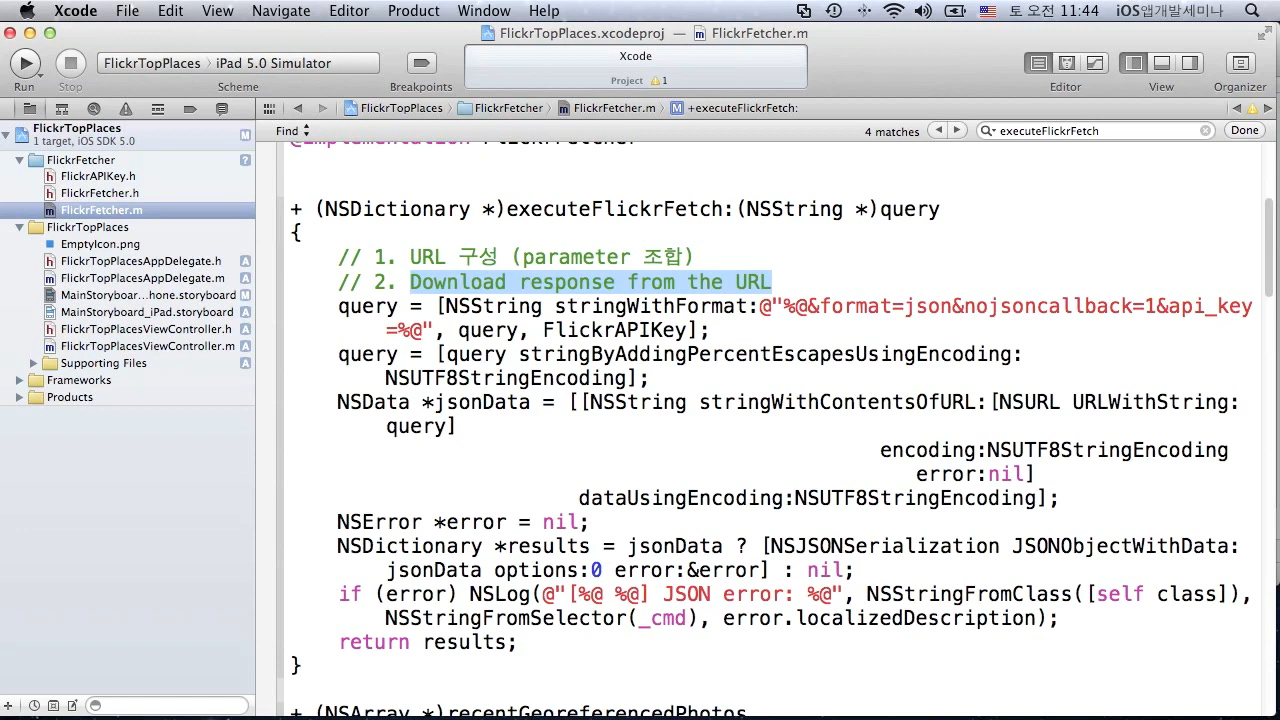 Xcode File Edit View Navigate Editor Product Window Help 토 오전 11:44 iOS앱개발세미나
FlickrTopPlaces.xcodeproj — FlickrFetcher.m
FlickrTopPlaces iPad 5.0 Simulator
Xcode
Project 1
Run Stop Scheme Breakpoints Editor View Organizer
FlickrTopPlaces FlickrFetcher FlickrFetcher.m M +executeFlickrFetch:
Find 4 matches executeFlickrFetch Done
FlickrTopPlaces M
1 target, iOS SDK 5.0
FlickrFetcher ?
h FlickrAPIKey.h
h FlickrFetcher.h
m FlickrFetcher.m
FlickrTopPlaces
EmptyIcon.png
h FlickrTopPlacesAppDelegate.h A
m FlickrTopPlacesAppDelegate.m A
MainStoryboar...hone.storyboard M
MainStoryboard_iPad.storyboard A
h FlickrTopPlacesViewController.h A
m FlickrTopPlacesViewController.m A
Supporting Files A
Frameworks
Products
@implementation FlickrFetcher
+ (NSDictionary *)executeFlickrFetch:(NSString *)query
{
// 1. URL 구성 (parameter 조합)
// 2. Download response from the URL
query = [NSString stringWithFormat:@"%@&format=json&nojsoncallback=1&api_key
=%@", query, FlickrAPIKey];
query = [query stringByAddingPercentEscapesUsingEncoding:
NSUTF8StringEncoding];
NSData *jsonData = [[NSString stringWithContentsOfURL:[NSURL URLWithString:
query]
encoding:NSUTF8StringEncoding
error:nil]
dataUsingEncoding:NSUTF8StringEncoding];
NSError *error = nil;
NSDictionary *results = jsonData ? [NSJSONSerialization JSONObjectWithData:
jsonData options:0 error:&error] : nil;
if (error) NSLog(@"[%@ %@] JSON error: %@", NSStringFromClass([self class]),
NSStringFromSelector(_cmd), error.localizedDescription);
return results;
}
+ (NSArray *)recentGeoreferencedPhotos